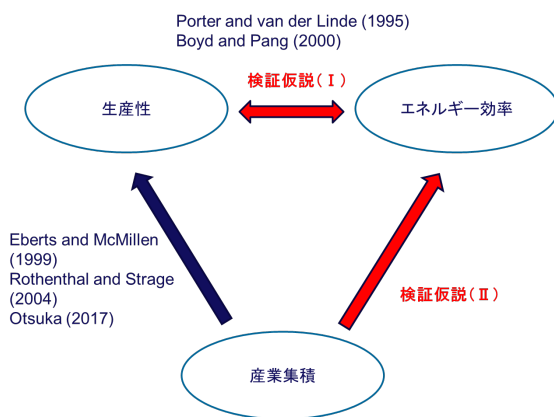 Porter and van der Linde (1995)
Boyd and Pang (2000)
検証仮説(Ⅰ)
生産性
エネルギー効率
Eberts and McMillen
(1999)
Rothenthal and Strage
(2004)
Otsuka (2017)
検証仮説(Ⅱ)
産業集積